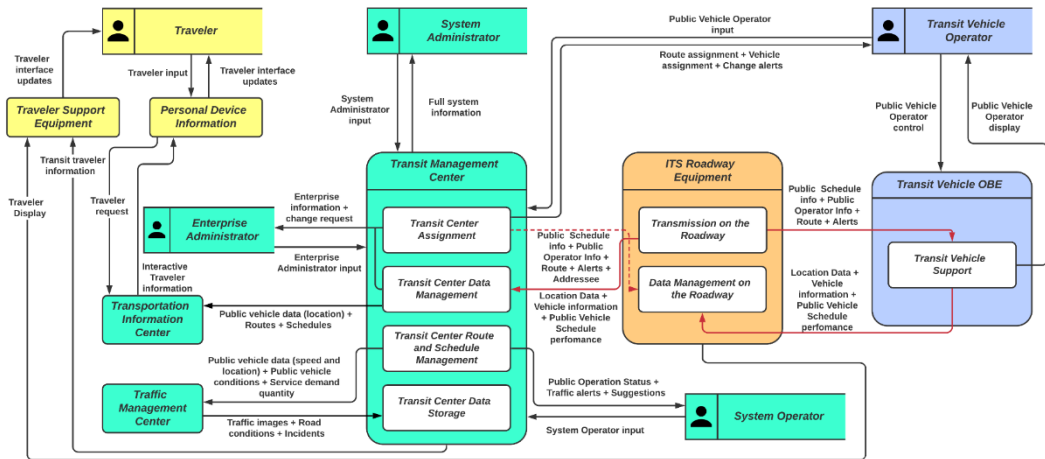 Traveler
System
Administrator
Public Vehicle Operator
input
Transit Vehicle
Operator
Traveler
interface
updates
Traveler input
Traveler interface
updates
Route assignment + Vehicle
assignment + Change alerts
Traveler Support
Equipment
Personal Device
Information
System
Administrator
input
Full system
information
Public Vehicle
Operator
control
Public Vehicle
Operator
display
Transit traveler
information
Transit Management
Center
ITS Roadway
Equipment
Transit Vehicle OBE
Traveler
Display
Traveler
request
Enterprise
Administrator
Enterprise
information +
change request
Transit Center
Assignment
Public Schedule
info + Public
Operator Info +
Route + Alerts +
Addressee
Transmission on the
Roadway
Public Schedule
info + Public
Operator Info +
Route + Alerts
Enterprise
Administrator input
Transit Vehicle
Support
Interactive
Traveler
information
Transit Center Data
Management
Location Data +
Vehicle information
+ Public Vehicle
Schedule
perfomance
Data Management on
the Roadway
Location Data +
Vehicle
information +
Public Vehicle
Schedule
perfomance
Transportation
Information
Center
Public vehicle data (location) +
Routes + Schedules
Transit Center Route
and Schedule
Management
Public vehicle data (speed and
location) + Public vehicle
conditions + Service demand
quantity
Public Operation Status +
Traffic alerts + Suggestions
Traffic
Management
Center
Transit Center Data
Storage
System Operator
Traffic images + Road
conditions + Incidents
System Operator input